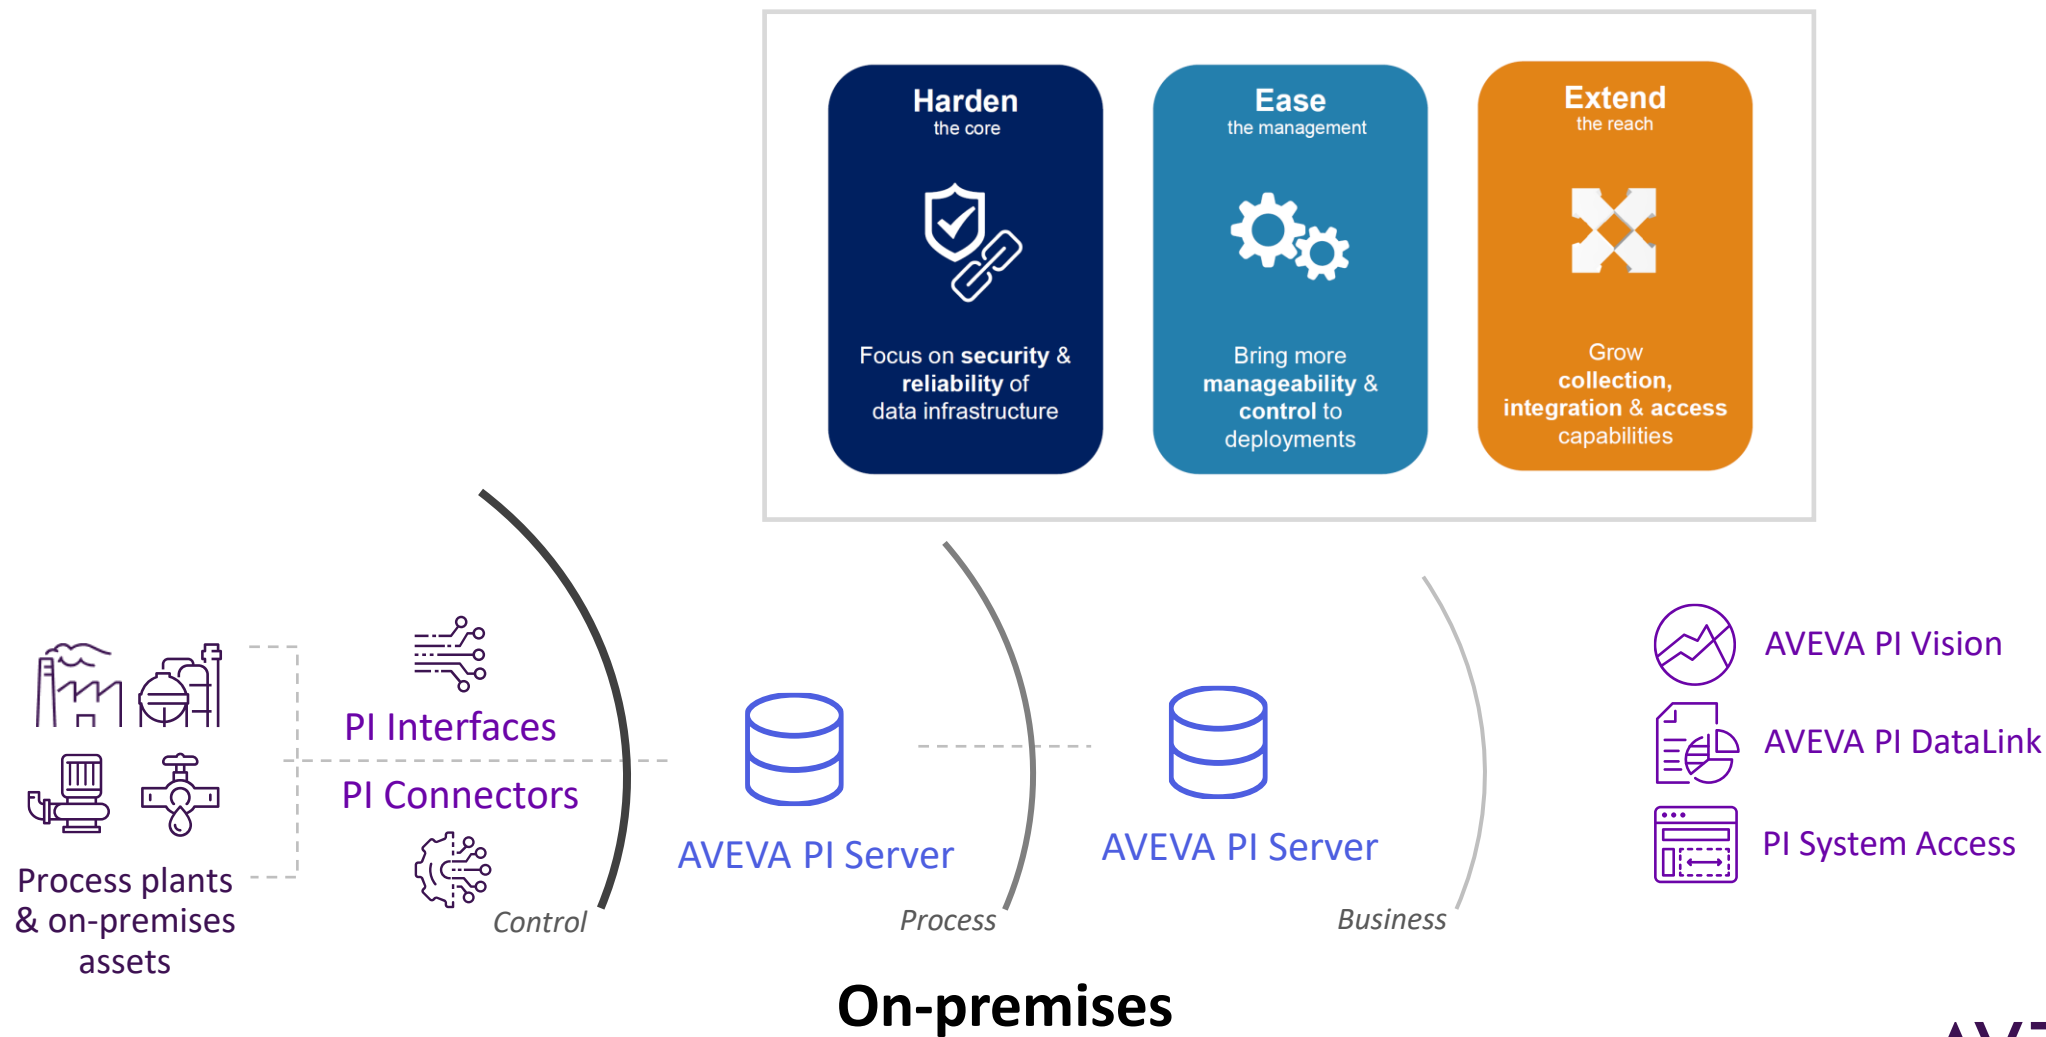 Harden
the core
Focus on security &
reliability of
data infrastructure
Ease
the management
Bring more
manageability &
control to
deployments
Extend
the reach
Grow
collection,
integration & access
capabilities
Process plants
& on-premises
assets
PI Interfaces
PI Connectors
Control
AVEVA PI Server
Process
AVEVA PI Server
Business
AVEVA PI Vision
AVEVA PI DataLink
PI System Access
On-premises